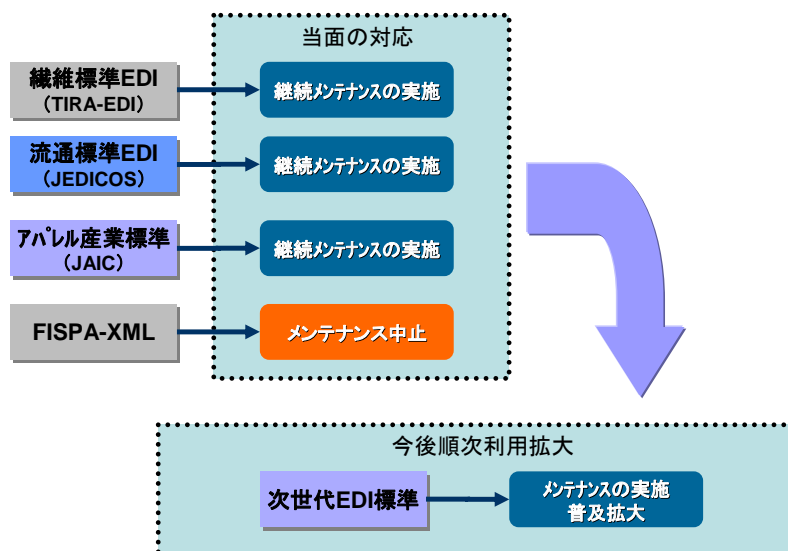 当面の対応
繊維標準EDI
（TIRA-EDI）
継続メンテナンスの実施
流通標準EDI
（JEDICOS）
継続メンテナンスの実施
アパレル産業標準
（JAIC）
継続メンテナンスの実施
FISPA-XML
メンテナンス中止
今後順次利用拡大
次世代EDI標準
メンテナンスの実施
普及拡大